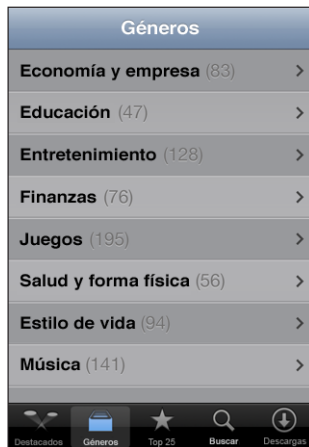 Géneros
Economía y empresa (83)
Educación (47)
Entretenimiento (128)
Finanzas (76)
Juegos (195)
Salud y forma física (56)
Estilo de vida (94)
Música (141)
Destacados Géneros Top 25 Buscar Descargas